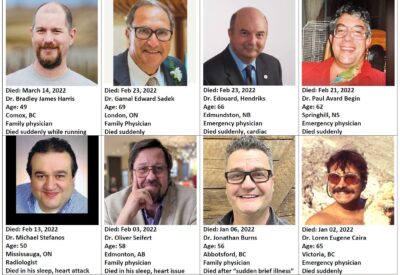 Died: March 14, 2022
Dr. Bradley James Harris
Age: 49
Comox, BC
Family physician
Died suddenly while running
Died: Feb 23, 2022
Dr. Gamal Edward Sadek
Age: 69
London, ON
Family Physician
Died suddenly
Died: Feb 23, 2022
Dr. Edouard, Hendriks
Age: 66
Edmundston, NB
Emergency physician
Died suddenly, cardiac
Died: Feb 21, 2022
Dr. Paul Avard Begin
Age: 62
Springhill, NS
Emergency physician
Died suddenly
Died: Feb 13, 2022
Dr. Michael Stefanos
Age: 50
Mississauga, ON
Radiologist
Died in his sleep, heart attack
Died: Feb 03, 2022
Dr. Oliver Seifert
Age: 58
Edmonton, AB
Family physician
Died in his sleep, heart issue
Died: Jan 06, 2022
Dr. Jonathan Burns
Age: 56
Abbotsford, BC
Family Physician
Died after "sudden brief illness"
Died: Jan 02, 2022
Dr. Loren Eugene Caira
Age: 65
Victoria, BC
Emergency physician
Died suddenly